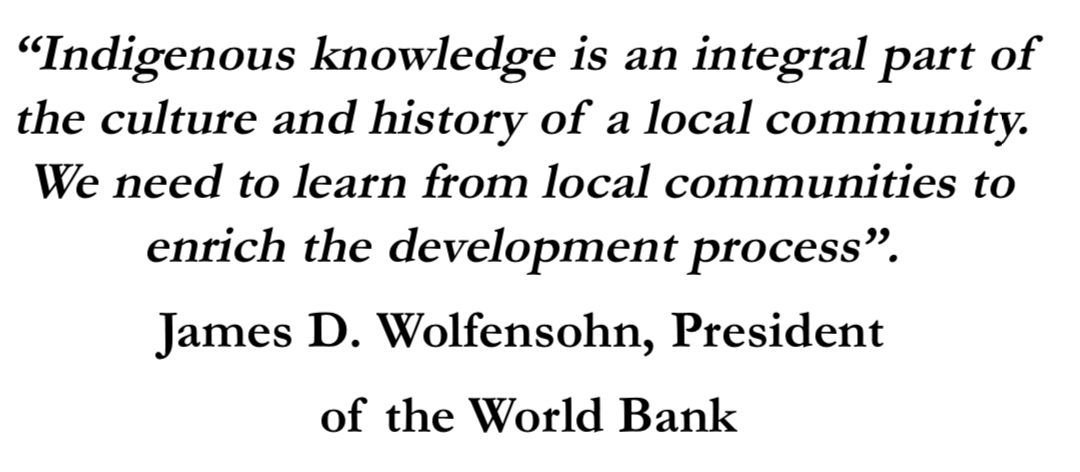 “Indigenous knowledge is an integral part of
the culture and history of a local community.
We need to learn from local communities to
enrich the development process”.
James D. Wolfensohn, President
of the World Bank